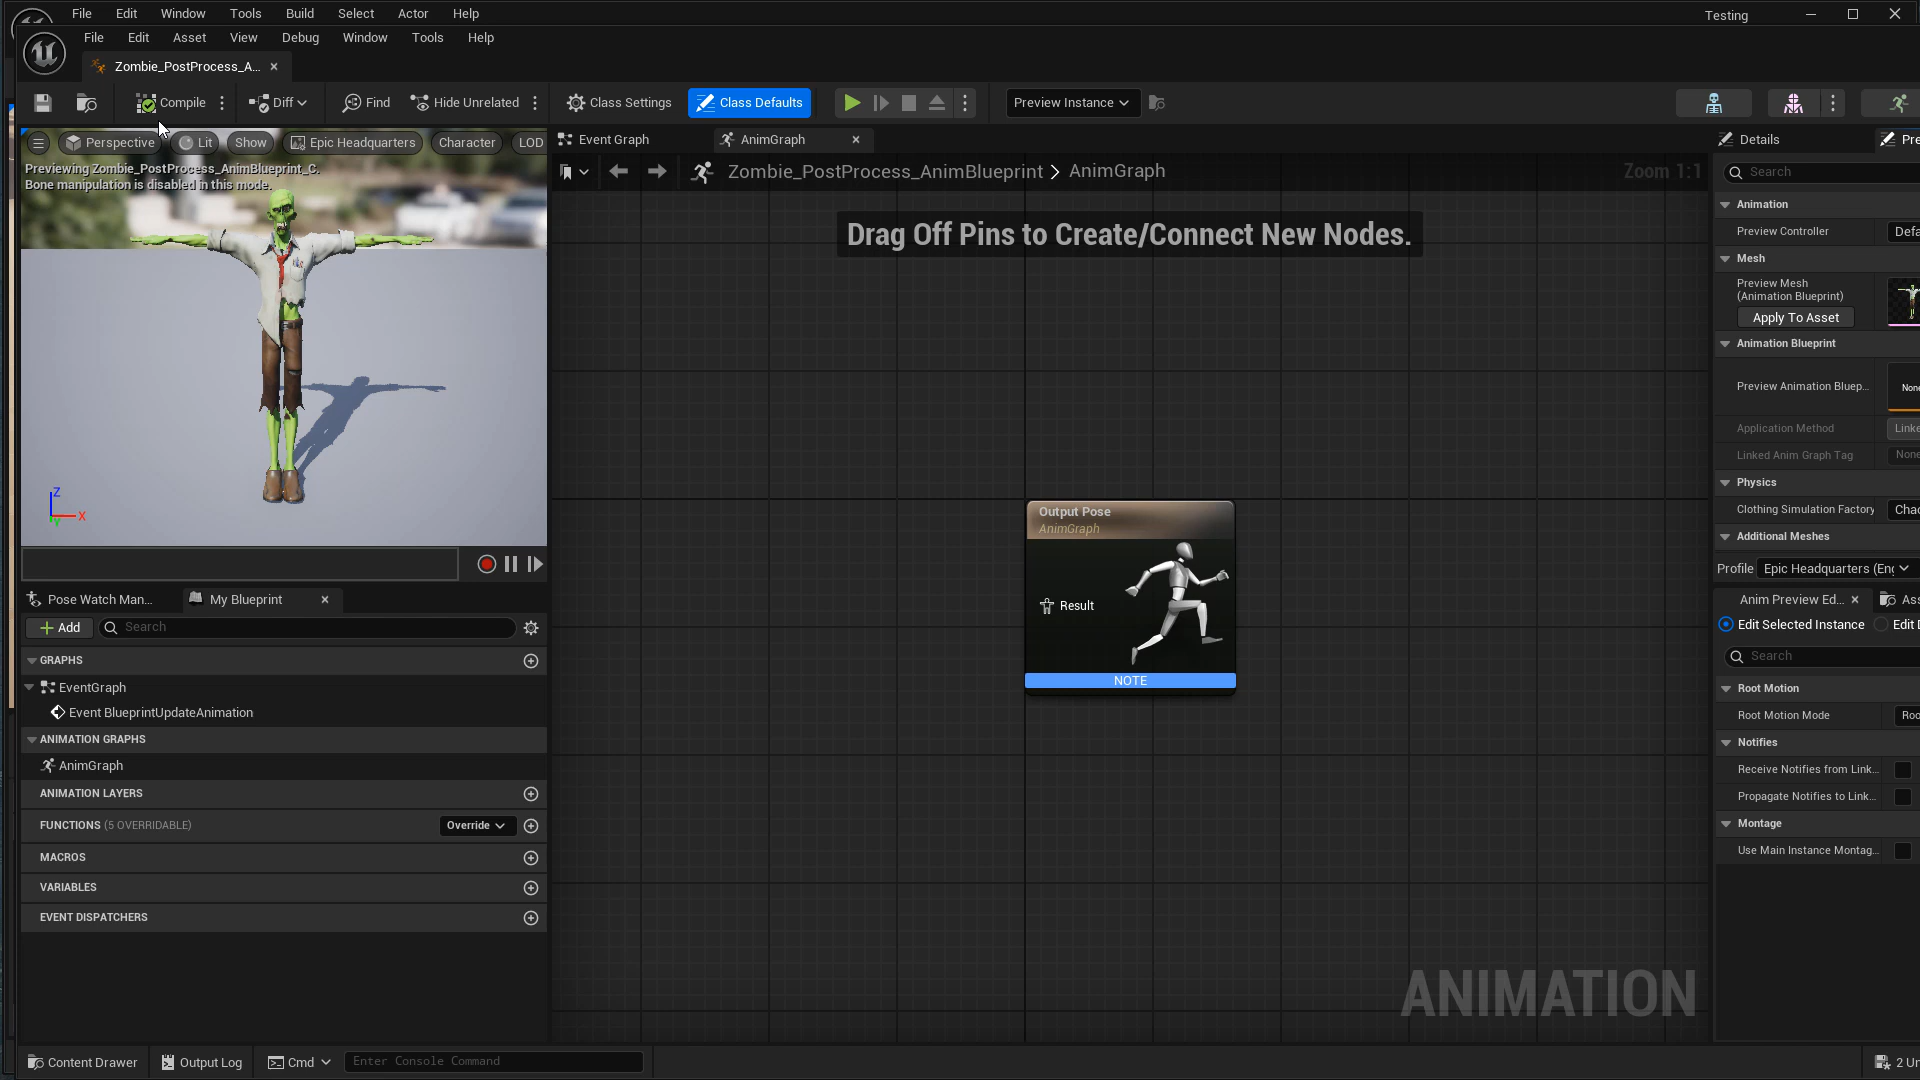 File Edit Window Tools Build Select Actor Help
Testing
File Edit Asset View Debug Window Tools Help
Zombie_PostProcess_A...
Compile
Diff
Find
Hide Unrelated
Class Settings
Class Defaults
Preview Instance
Perspective
Lit
Show
Epic Headquarters
Character
LOD
Previewing Zombie_PostProcess_AnimBlueprint_C.
Bone manipulation is disabled in this mode.
Z
X
Y
Event Graph
AnimGraph
Zombie_PostProcess_AnimBlueprint > AnimGraph
Zoom 1:1
Drag Off Pins to Create/Connect New Nodes.
Output Pose
AnimGraph
Result
NOTE
ANIMATION
Pose Watch Man...
My Blueprint
Add
Search
GRAPHS
EventGraph
Event BlueprintUpdateAnimation
ANIMATION GRAPHS
AnimGraph
ANIMATION LAYERS
FUNCTIONS (5 OVERRIDABLE)
Override
MACROS
VARIABLES
EVENT DISPATCHERS
Details
Pre
Search
Animation
Preview Controller
Defa
Mesh
Preview Mesh
(Animation Blueprint)
Apply To Asset
Animation Blueprint
Preview Animation Bluep...
None
Application Method
Linke
Linked Anim Graph Tag
None
Physics
Clothing Simulation Factory
Chao
Additional Meshes
Profile
Epic Headquarters (Eng
Anim Preview Ed...
Ass
Edit Selected Instance
Edit D
Search
Root Motion
Root Motion Mode
Roo
Notifies
Receive Notifies from Link...
Propagate Notifies to Link...
Montage
Use Main Instance Montag...
Content Drawer
Output Log
Cmd
Enter Console Command
2 Un